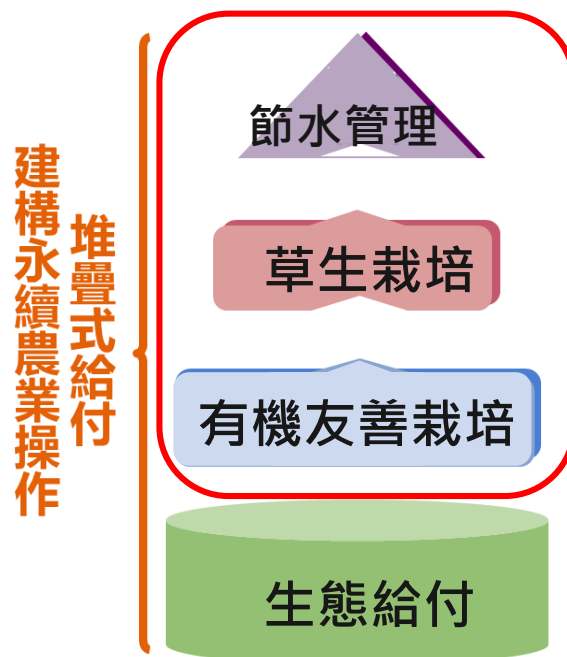 堆疊式給付
建構永續農業操作
節水管理
草生栽培
有機友善栽培
生態給付